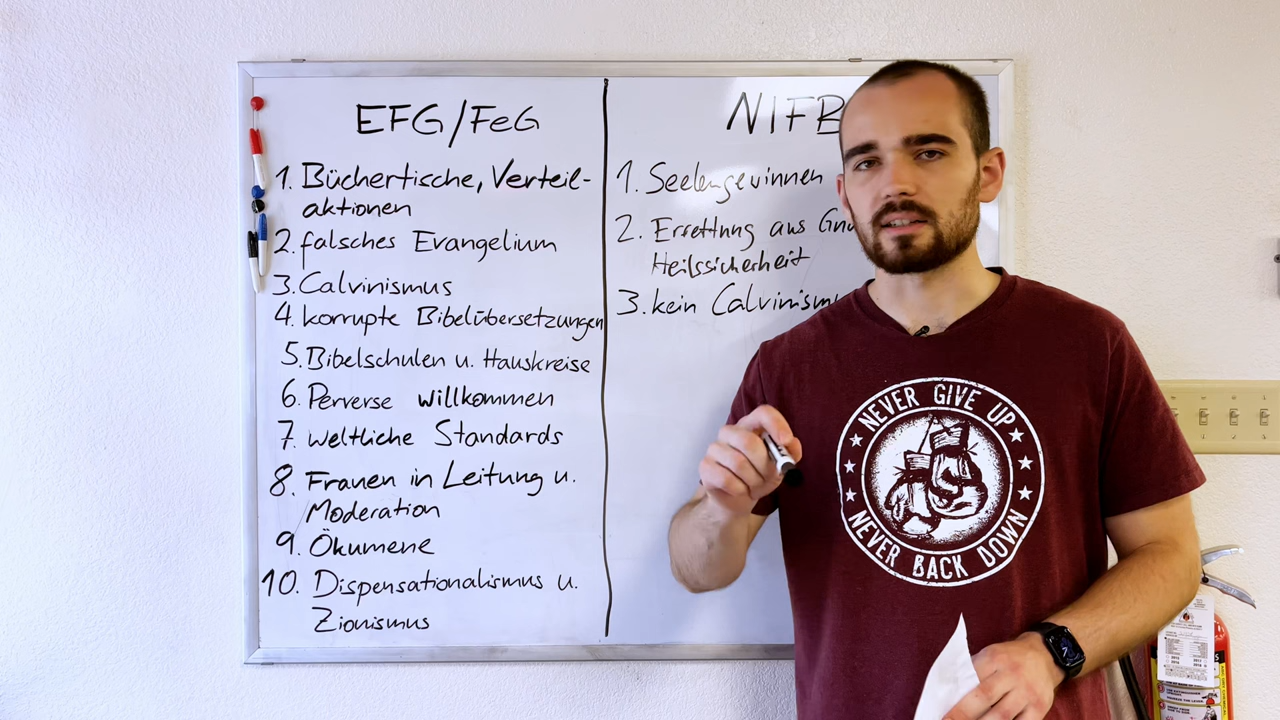 EFG/FeG
1. Büchertische, Verteil-
aktionen
2. falsches Evangelium
3. Calvinismus
4. korrupte Bibelübersetzungen
5. Bibelschulen u. Hauskreise
6. Perverse willkommen
7. weltliche Standards
8. Frauen in Leitung u.
Moderation
9. Ökumene
10. Dispensationalismus u.
Zionismus
NIFB
1. Seelengewinnen
2. Errettung aus
Heilssicherheit
3. kein
NEVER GIVE UP
NEVER BACK DOWN